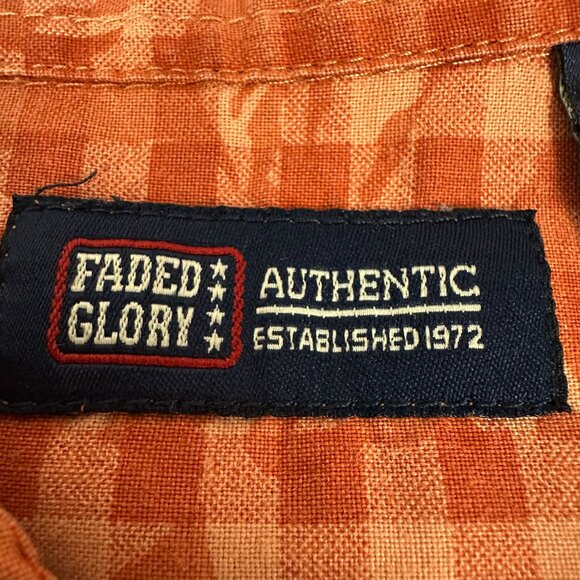 FADED
GLORY
AUTHENTIC
ESTABLISHED 1972